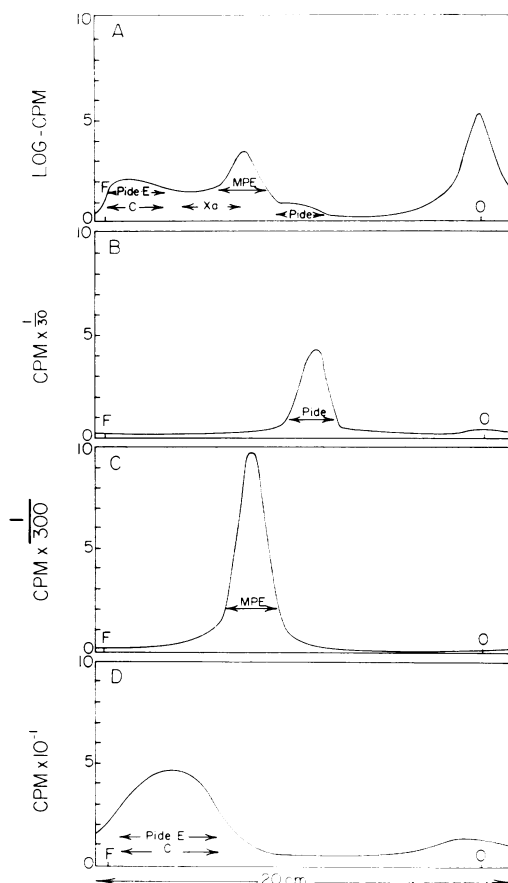 A
10
5
0
LOG-CPM
F
Pide E
C
Xa
MPE
Pide
O
B
10
5
0
CPM x 1/30
F
Pide
O
C
10
5
0
CPM x 1/300
F
MPE
O
D
10
5
0
CPM x 10-1
F
Pide E
C
O
20 cm